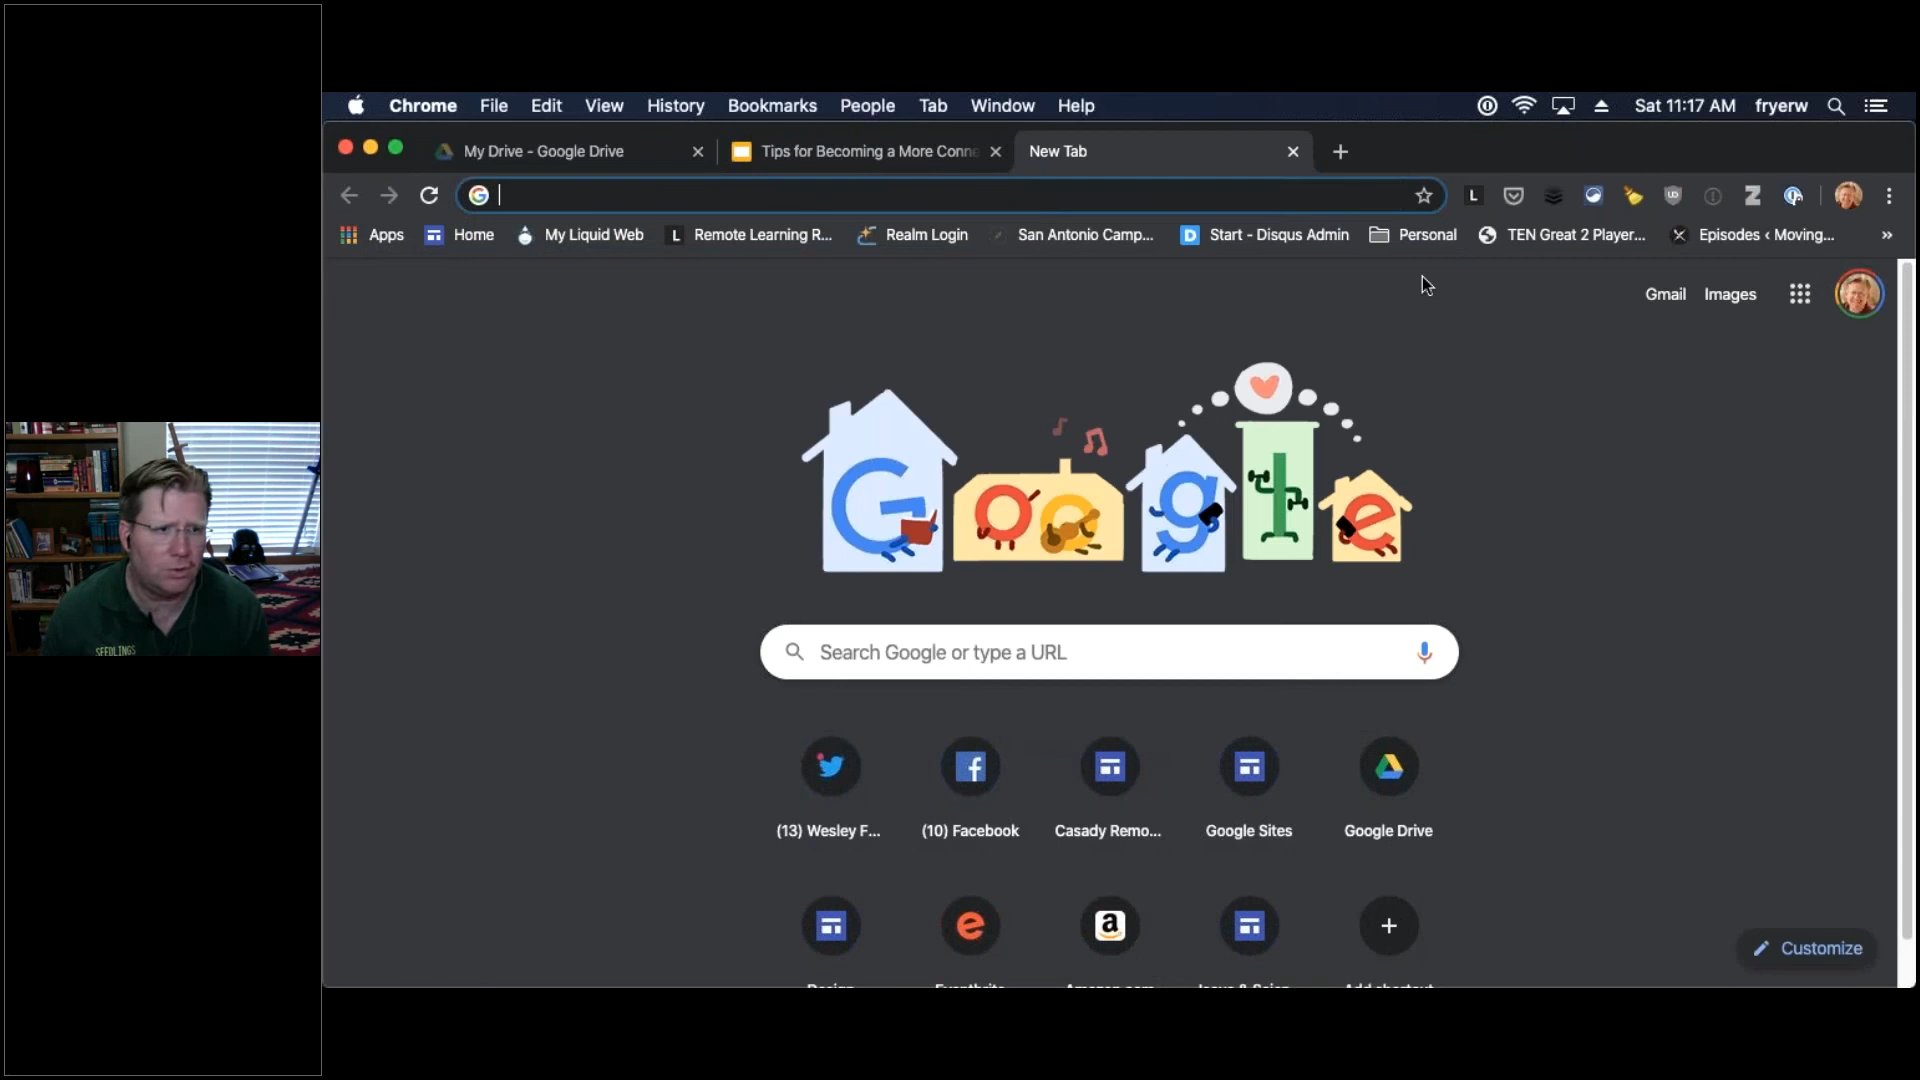 Chrome File Edit View History Bookmarks People Tab Window Help Sat 11:17 AM fryerw
My Drive - Google Drive Tips for Becoming a More Conne New Tab
Apps Home My Liquid Web L Remote Learning R... Realm Login San Antonio Camp... D Start - Disqus Admin Personal TEN Great 2 Player... Episodes ‹ Moving...
Gmail Images
Google
Search Google or type a URL
(13) Wesley F... (10) Facebook Casady Remo... Google Sites Google Drive
Customize
SEEDLINGS